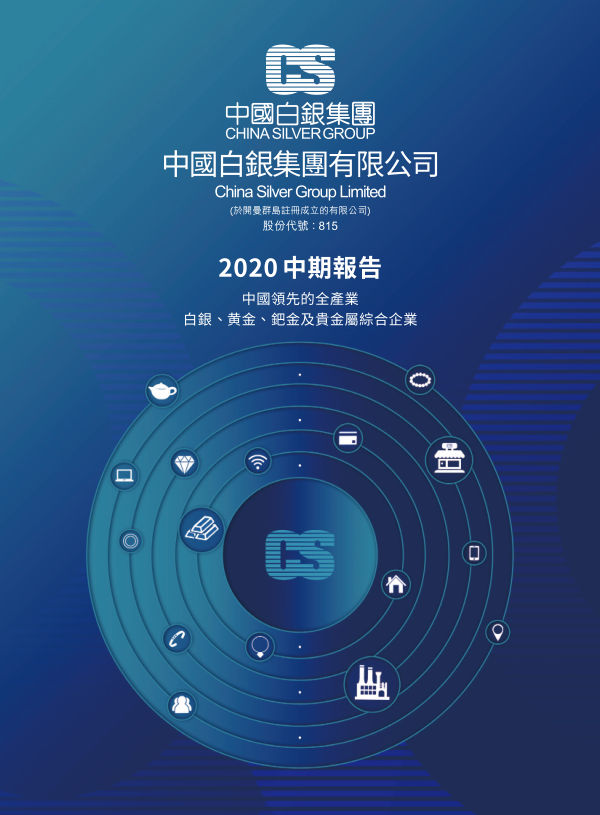 CS
中國白銀集團
CHINA SILVER GROUP
中國白銀集團有限公司
China Silver Group Limited
(於開曼群島註冊成立的有限公司)
股份代號：815
2020 中期報告
中國領先的全產業
白銀、黃金、鈀金及貴金屬綜合企業
CS